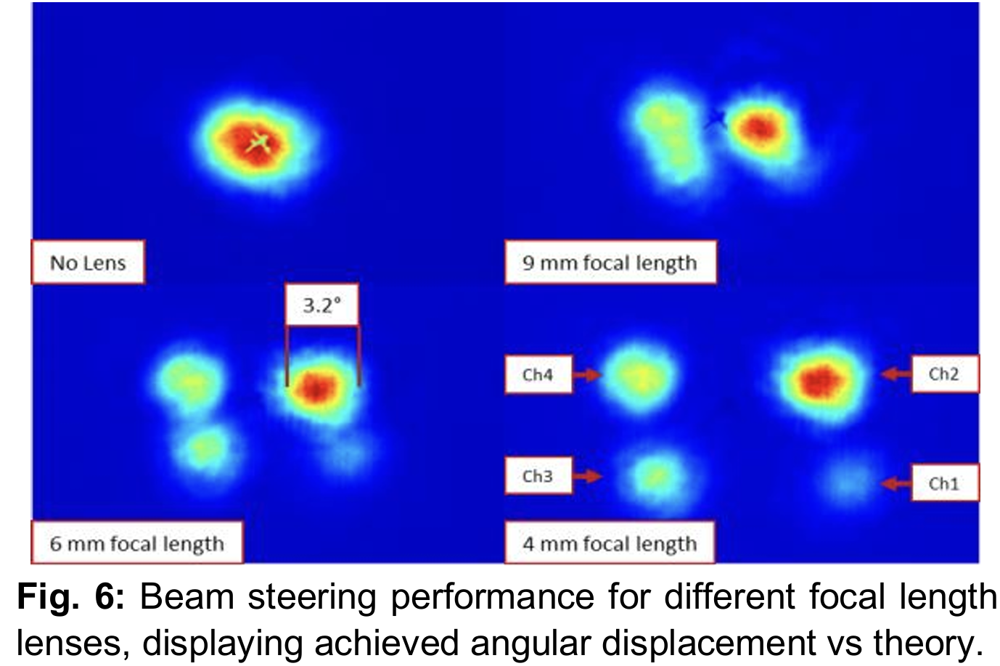 No Lens
9 mm focal length
3.2°
Ch4
Ch2
Ch3
Ch1
6 mm focal length
4 mm focal length
Fig. 6: Beam steering performance for different focal length
lenses, displaying achieved angular displacement vs theory.